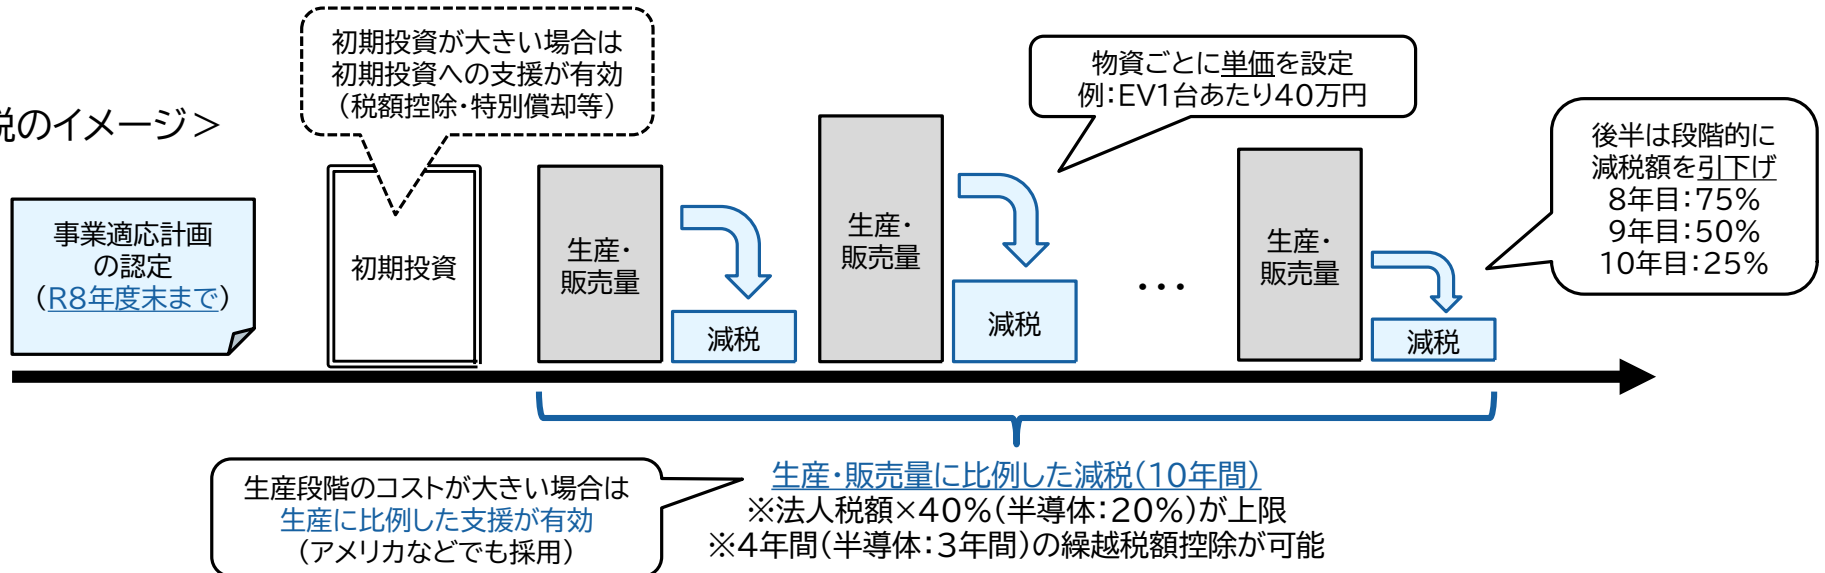 税のイメージ＞
初期投資が大きい場合は
初期投資への支援が有効
（税額控除・特別償却等）
物資ごとに単価を設定
例：EV1台あたり40万円
後半は段階的に
減税額を引下げ
8年目：75%
9年目：50%
10年目：25%
事業適応計画
の認定
（R8年度末まで）
初期投資
生産・
販売量
減税
生産・
販売量
減税
…
生産・
販売量
減税
生産段階のコストが大きい場合は
生産に比例した支援が有効
（アメリカなどでも採用）
生産・販売量に比例した減税（10年間）
※法人税額×40%（半導体：20%）が上限
※4年間（半導体：3年間）の繰越税額控除が可能